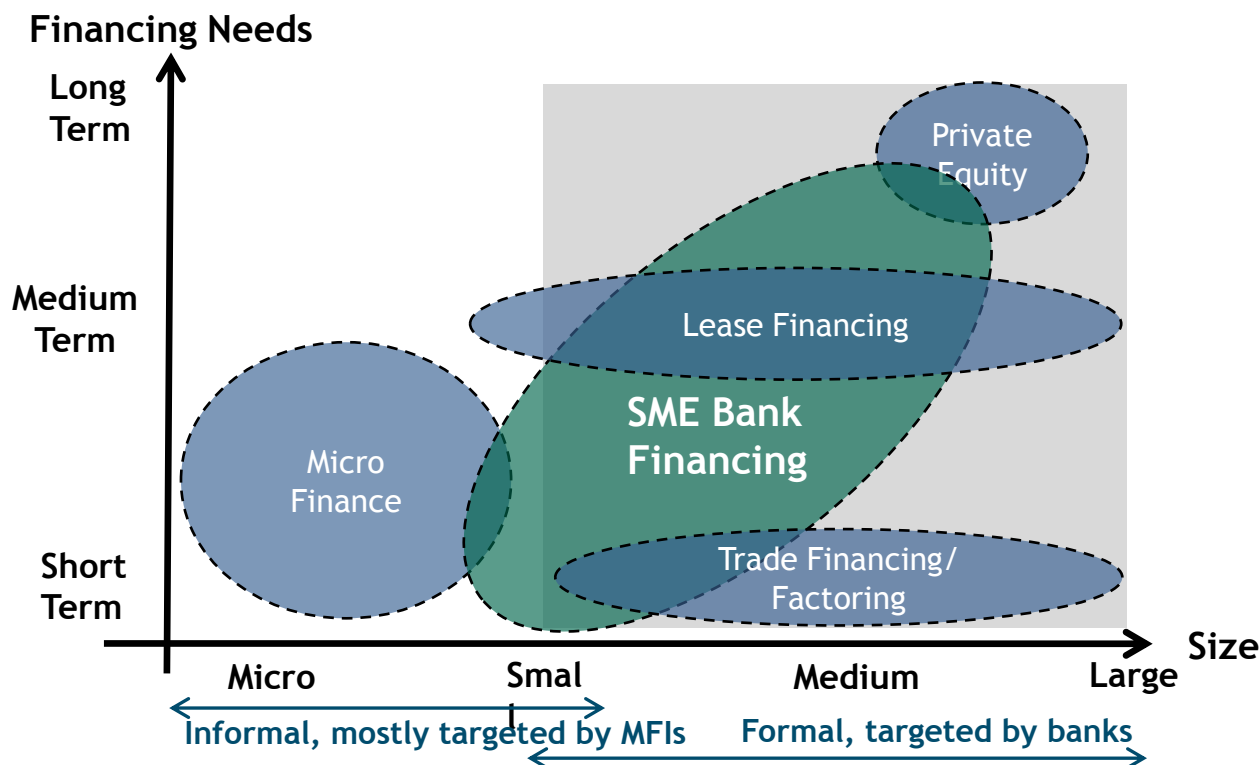 Financing Needs
Long
Term
Private
Equity
Medium
Term
Lease Financing
SME Bank
Financing
Micro
Finance
Short
Term
Trade Financing/
Factoring
Size
Micro
Smal
l
Medium
Large
Informal, mostly targeted by MFIs
Formal, targeted by banks